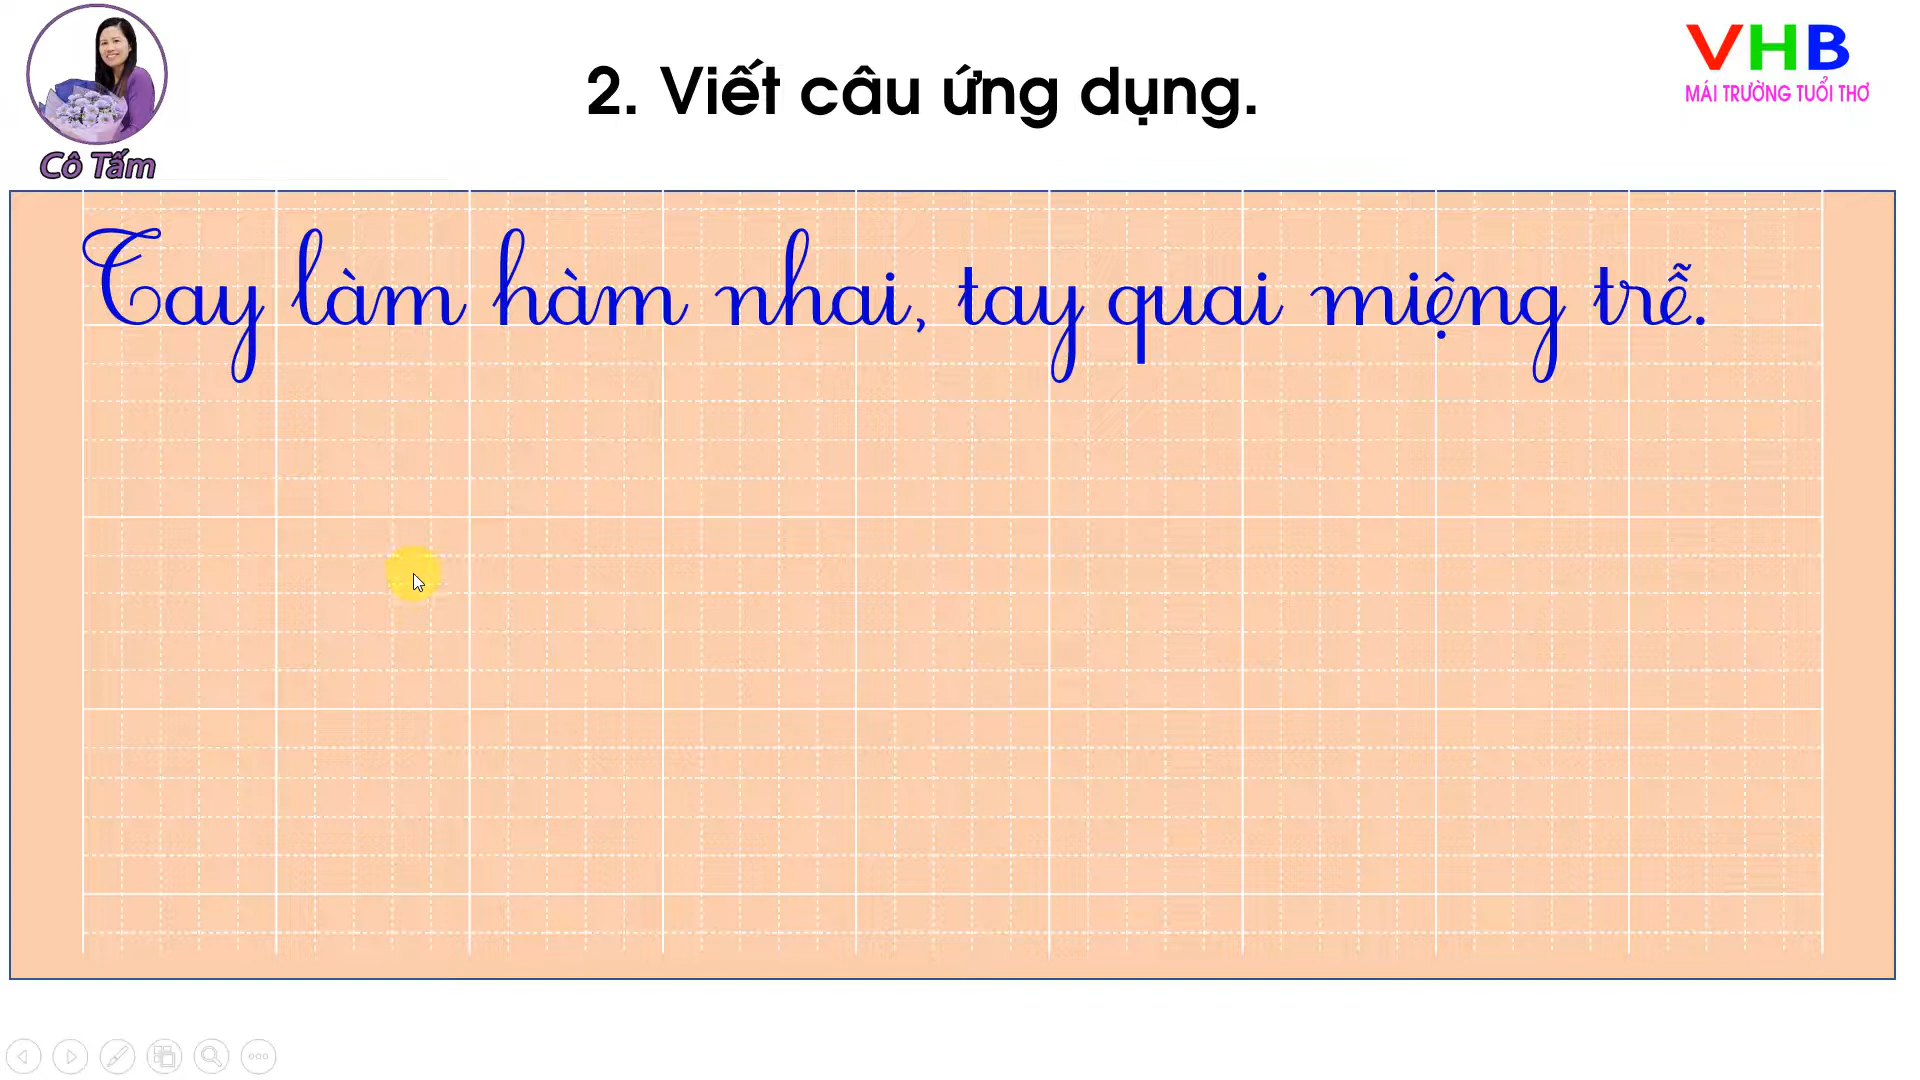 2. Viết câu ứng dụng.
VHB
MÁI TRƯỜNG TUỔI THƠ
Cô Tấm
Tay làm hàm nhai, tay quai miệng trễ.